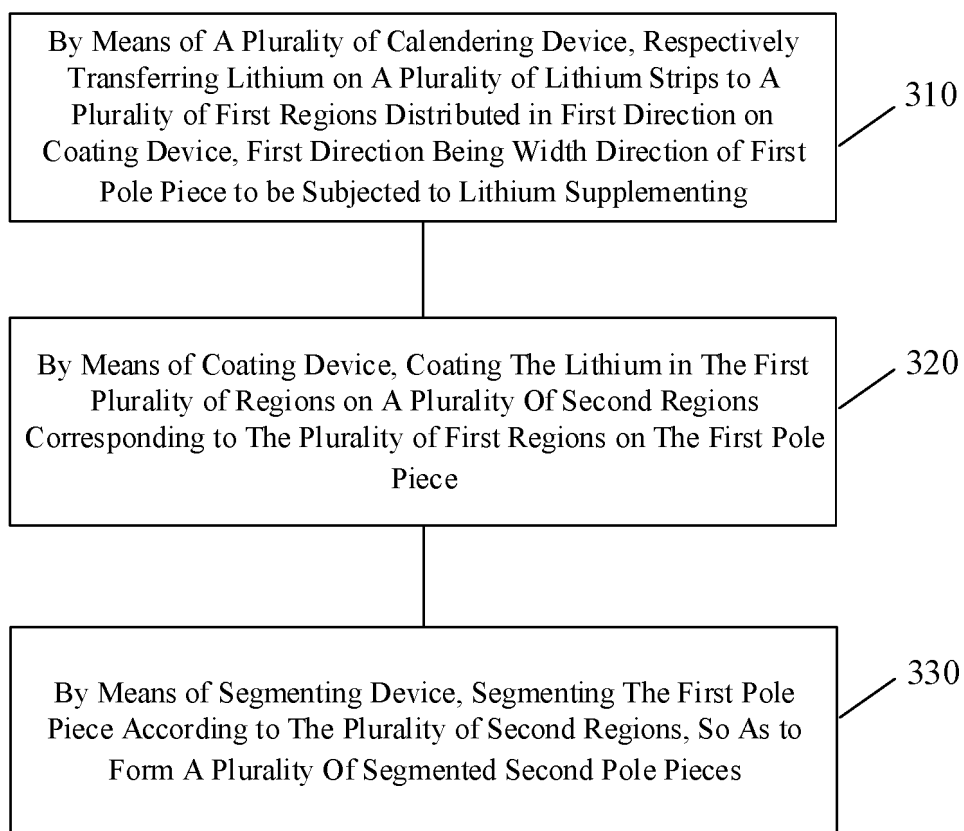 By Means of A Plurality of Calendering Device, Respectively
Transferring Lithium on A Plurality of Lithium Strips to A
Plurality of First Regions Distributed in First Direction on
Coating Device, First Direction Being Width Direction of First
Pole Piece to be Subjected to Lithium Supplementing
310
By Means of Coating Device, Coating The Lithium in The First
Plurality of Regions on A Plurality Of Second Regions
Corresponding to The Plurality of First Regions on The First Pole
Piece
320
By Means of Segmenting Device, Segmenting The First Pole
Piece According to The Plurality of Second Regions, So As to
Form A Plurality Of Segmented Second Pole Pieces
330